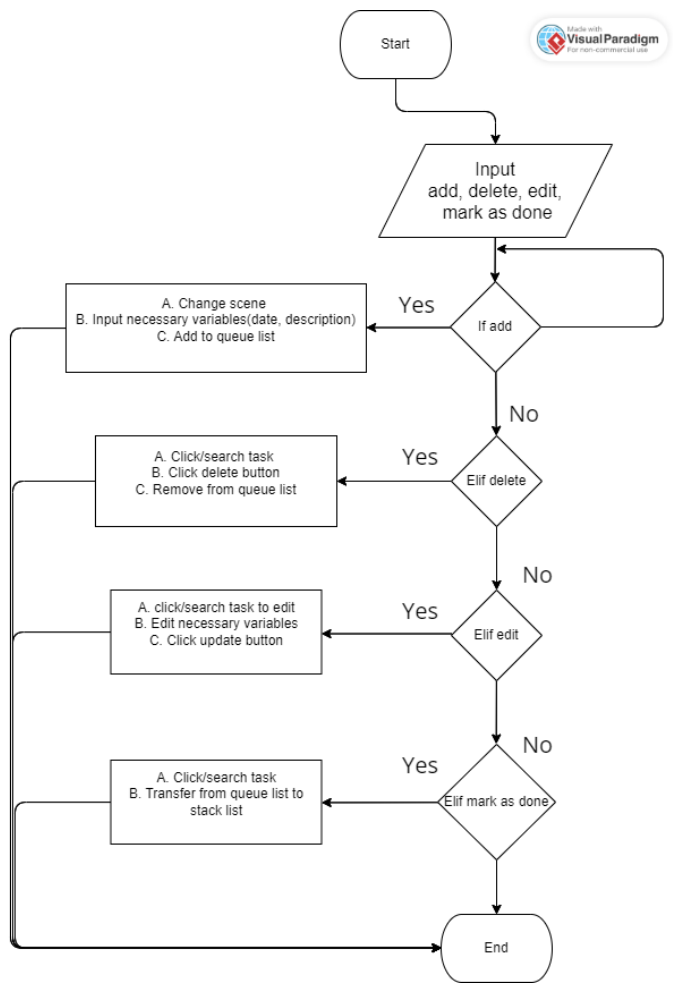 Start
Made with
Visual Paradigm
For non-commercial use
Input
add, delete, edit,
mark as done
A. Change scene
B. Input necessary variables(date, description)
C. Add to queue list
Yes
If add
No
A. Click/search task
B. Click delete button
C. Remove from queue list
Yes
Elif delete
No
A. click/search task to edit
B. Edit necessary variables
C. Click update button
Yes
Elif edit
No
A. Click/search task
B. Transfer from queue list to
stack list
Yes
Elif mark as done
End